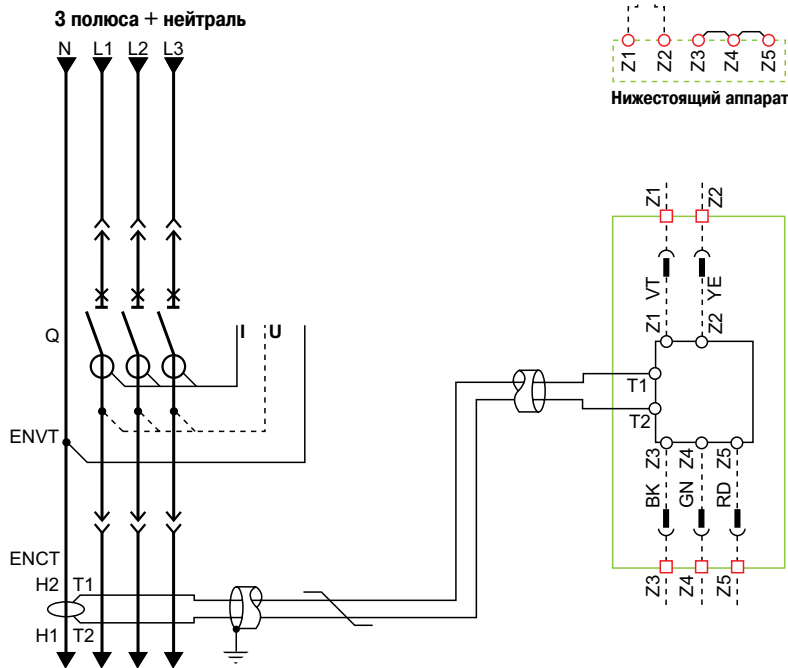 3 полюса + нейтраль
N L1 L2 L3
Z1 Z2 Z3 Z4 Z5
Нижестоящий аппарат
Z1 Z2
VT YE
Q
I U
Z1 Z2
T1
T2
ENVT
Z3 Z4 Z5
BK GN RD
ENCT
H2 T1
Z3 Z4 Z5
H1 T2